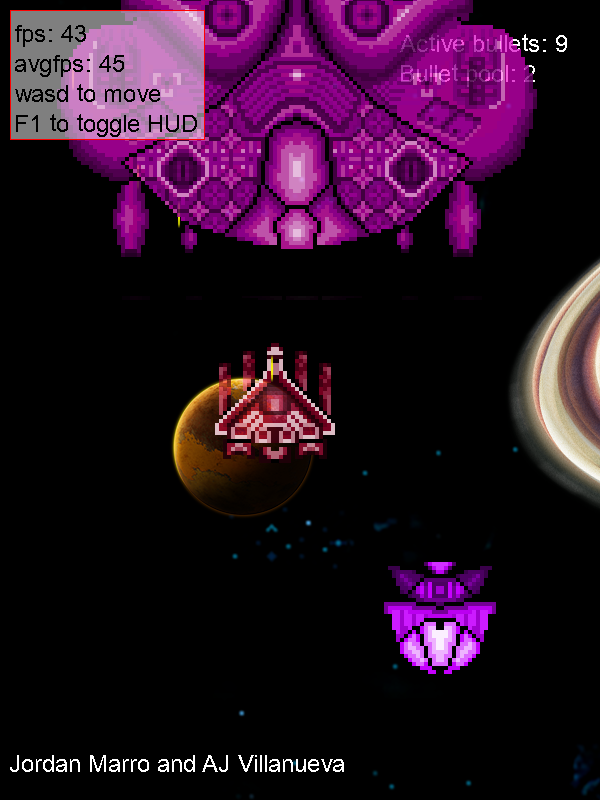 fps: 43
avgfps: 45
wasd to move
F1 to toggle HUD
Active bullets: 9
Bullet pool: 2
Jordan Marro and AJ Villanueva